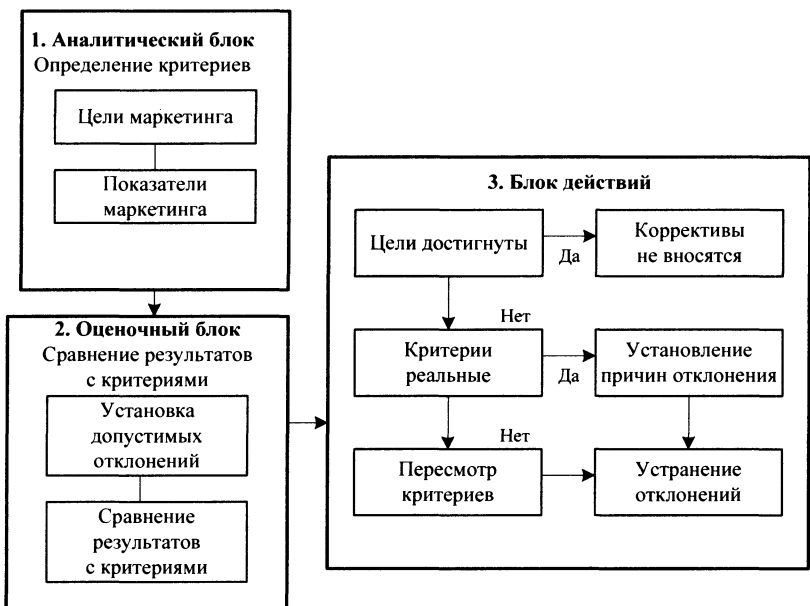 1. Аналитический блок
Определение критериев
Цели маркетинга
Показатели
маркетинга
2. Оценочный блок
Сравнение результатов
с критериями
Установка
допустимых
отклонений
Сравнение
результатов
с критериями
3. Блок действий
Цели достигнуты
Да
Коррективы
не вносятся
Нет
Критерии
реальные
Да
Установление
причин отклонения
Нет
Пересмотр
критериев
Устранение
отклонений